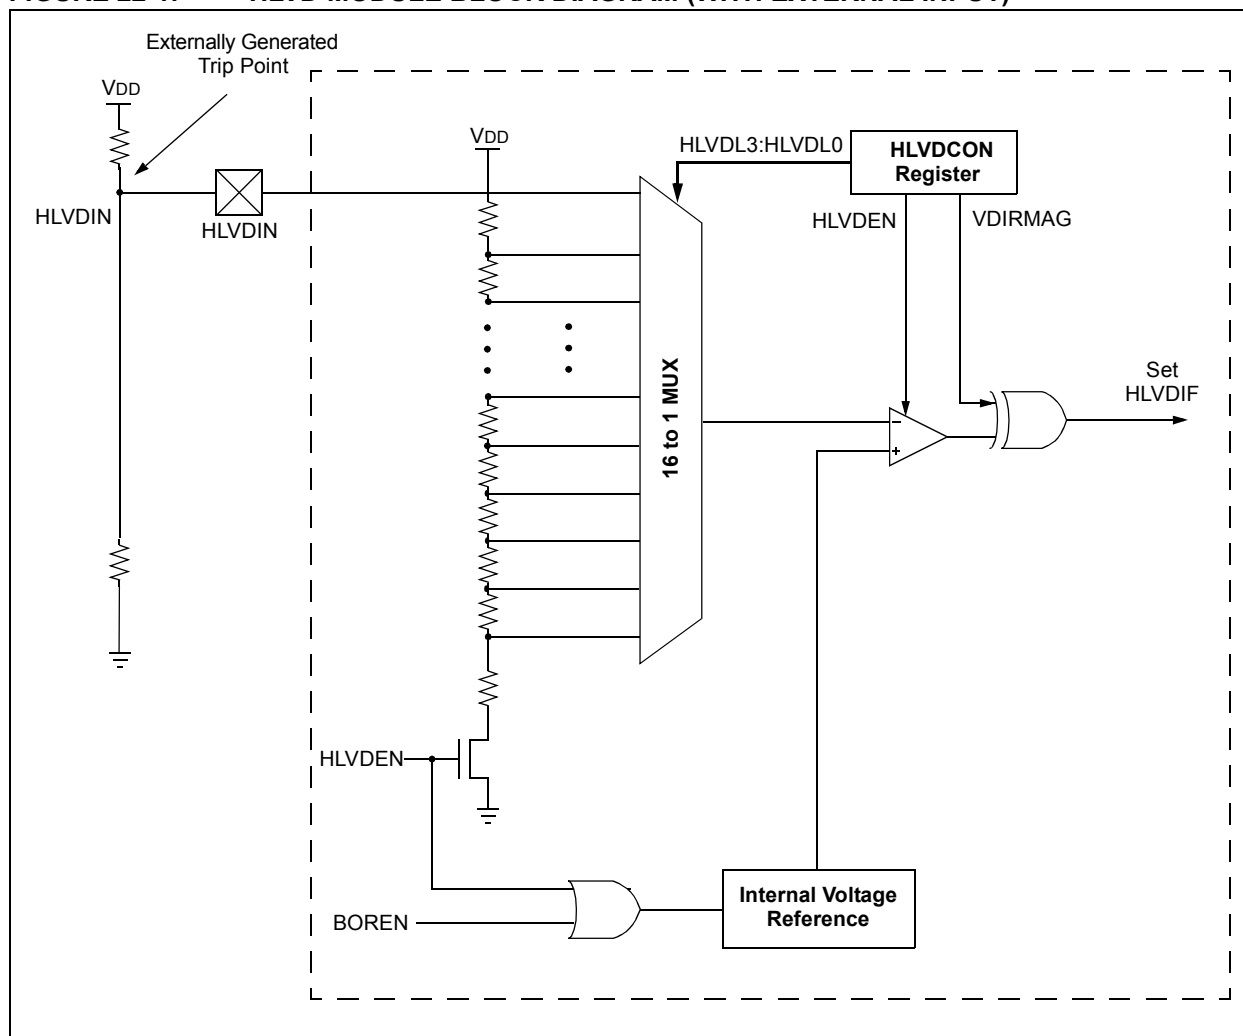 Externally Generated
Trip Point
VDD
VDD
HLVDL3:HLVDL0
HLVDCON
Register
HLVDIN
HLVDIN
HLVDEN
VDIRMAG
16 to 1 MUX
Set
HLVDIF
–
+
HLVDEN
BOREN
Internal Voltage
Reference